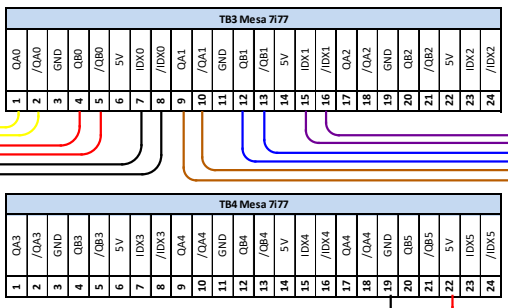 TB3 Mesa 7i77
QA0 /QA0 GND QB0 /QB0 5V IDX0 /IDX0 QA1 /QA1 GND QB1 /QB1 5V IDX1 /IDX1 QA2 /QA2 GND QB2 /QB2 5V IDX2 /IDX2
1 2 3 4 5 6 7 8 9 10 11 12 13 14 15 16 17 18 19 20 21 22 23 24
TB4 Mesa 7i77
QA3 /QA3 GND QB3 /QB3 5V IDX3 /IDX3 QA4 /QA4 GND QB4 /QB4 5V IDX4 /IDX4 QA4 /QA4 GND QB5 /QB5 5V IDX5 /IDX5
1 2 3 4 5 6 7 8 9 10 11 12 13 14 15 16 17 18 19 20 21 22 23 24